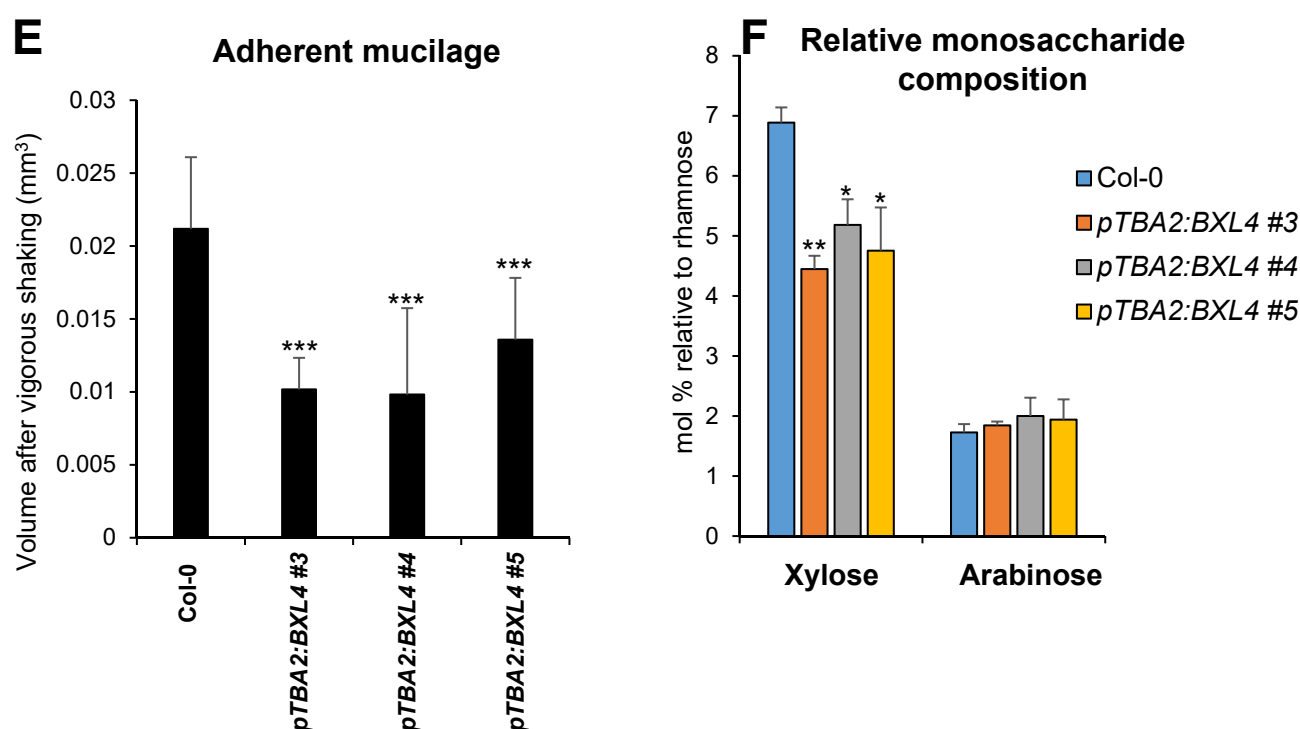 E
Adherent mucilage
Volume after vigorous shaking (mm³)
0.03
0.025
0.02
0.015
0.01
0.005
0
***
***
***
Col-0
pTBA2:BXL4 #3
pTBA2:BXL4 #4
pTBA2:BXL4 #5
F
Relative monosaccharide
composition
mol % relative to rhamnose
8
7
6
5
4
3
2
1
0
**
*
*
Xylose
Arabinose
Col-0
pTBA2:BXL4 #3
pTBA2:BXL4 #4
pTBA2:BXL4 #5